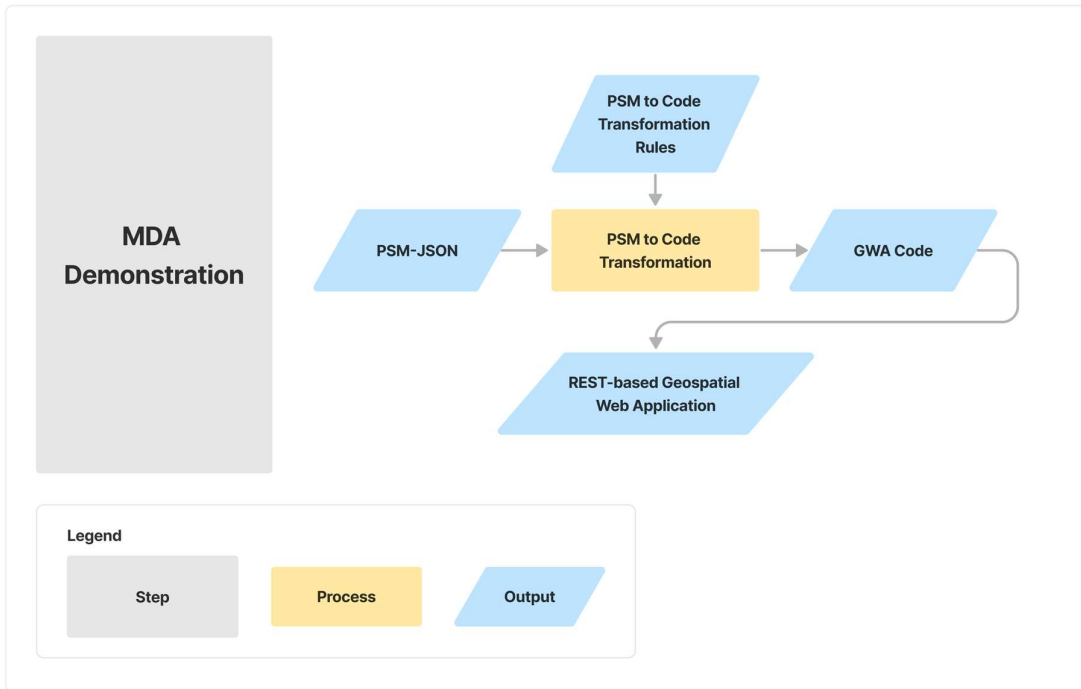 MDA
Demonstration
PSM to Code
Transformation
Rules
PSM-JSON
PSM to Code
Transformation
GWA Code
REST-based Geospatial
Web Application
Legend
Step
Process
Output